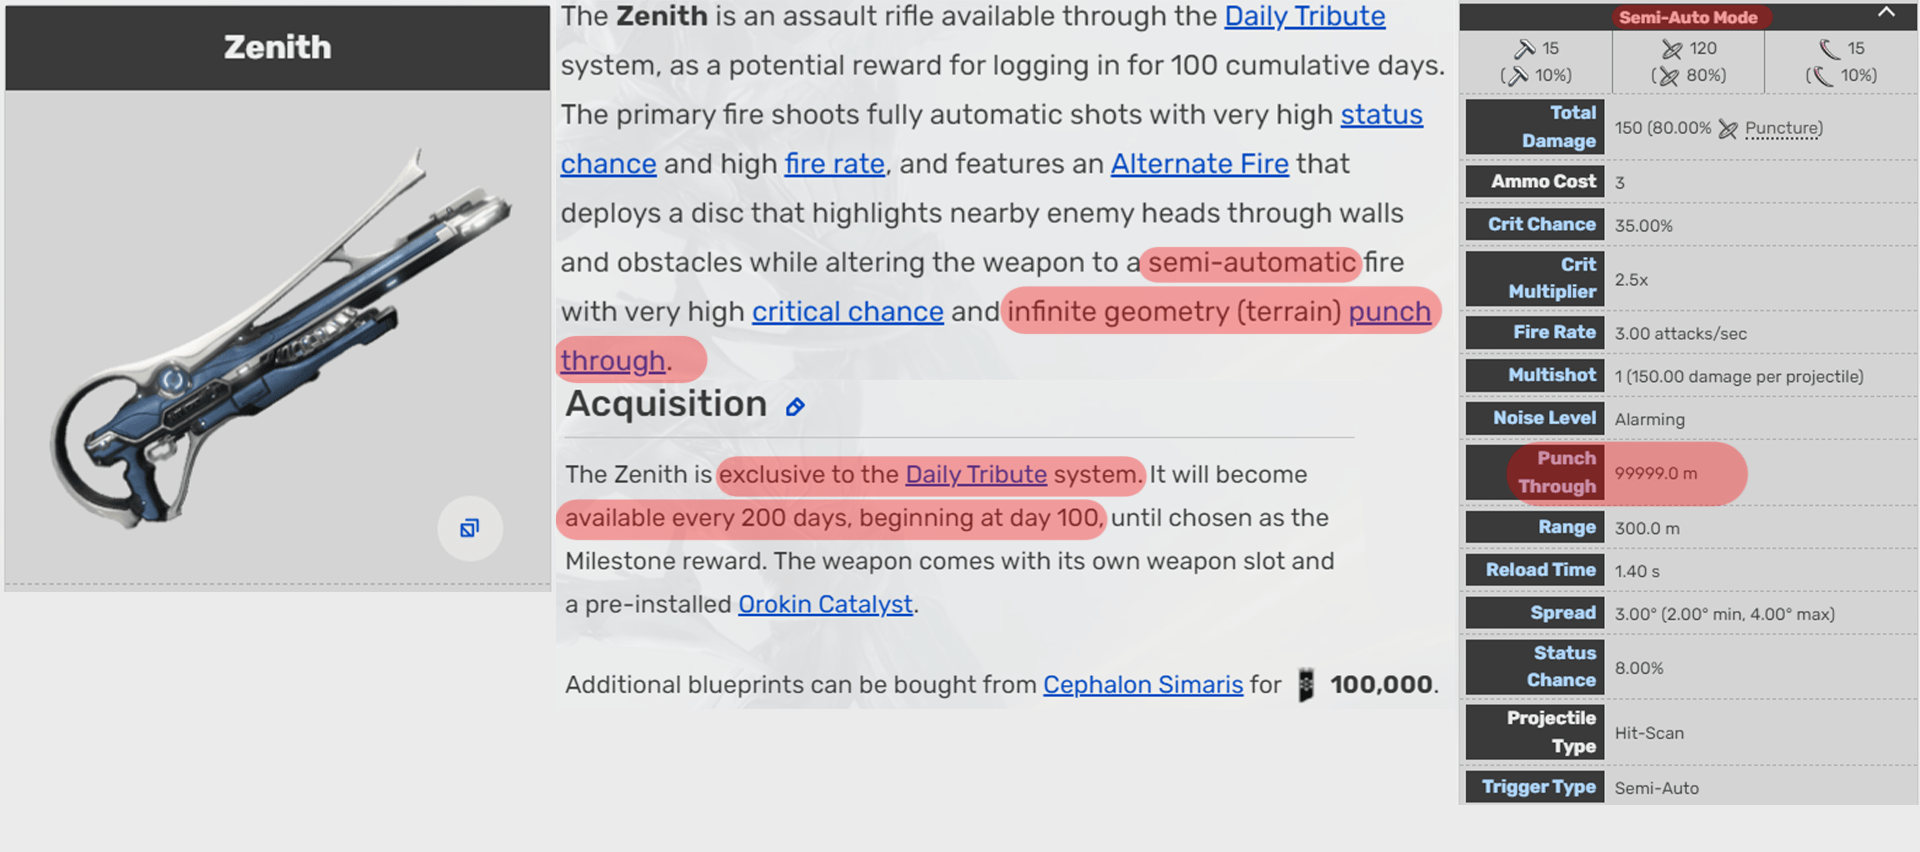 Zenith
The Zenith is an assault rifle available through the Daily Tribute
system, as a potential reward for logging in for 100 cumulative days.
The primary fire shoots fully automatic shots with very high status
chance and high fire rate, and features an Alternate Fire that
deploys a disc that highlights nearby enemy heads through walls
and obstacles while altering the weapon to a semi-automatic fire
with very high critical chance and infinite geometry (terrain) punch
through.
Acquisition
The Zenith is exclusive to the Daily Tribute system. It will become
available every 200 days, beginning at day 100, until chosen as the
Milestone reward. The weapon comes with its own weapon slot and
a pre-installed Orokin Catalyst.
Additional blueprints can be bought from Cephalon Simaris for 100,000.
Semi-Auto Mode
15 120 15
(10%) (80%) (10%)
Total
Damage
150 (80.00% Puncture)
Ammo Cost 3
Crit Chance 35.00%
Crit
Multiplier
2.5x
Fire Rate 3.00 attacks/sec
Multishot 1 (150.00 damage per projectile)
Noise Level Alarming
Punch
Through
99999.0 m
Range 300.0 m
Reload Time 1.40 s
Spread 3.00° (2.00° min, 4.00° max)
Status
Chance
8.00%
Projectile
Type
Hit-Scan
Trigger Type Semi-Auto